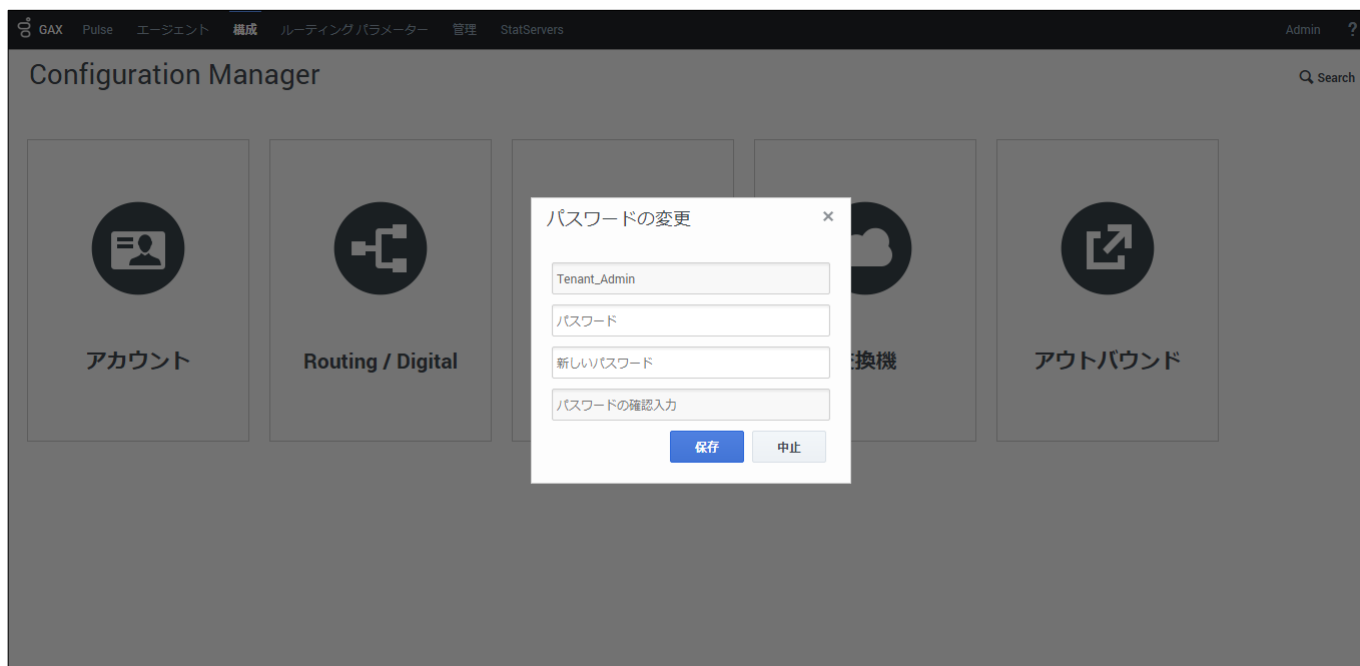 GAX Pulse エージェント 構成 ルーティング パラメーター 管理 StatServers Admin ?
Configuration Manager
Search
パスワードの変更 ×
Tenant_Admin
パスワード
新しいパスワード
パスワードの確認入力
保存 中止
アカウント Routing / Digital 換機 アウトバウンド